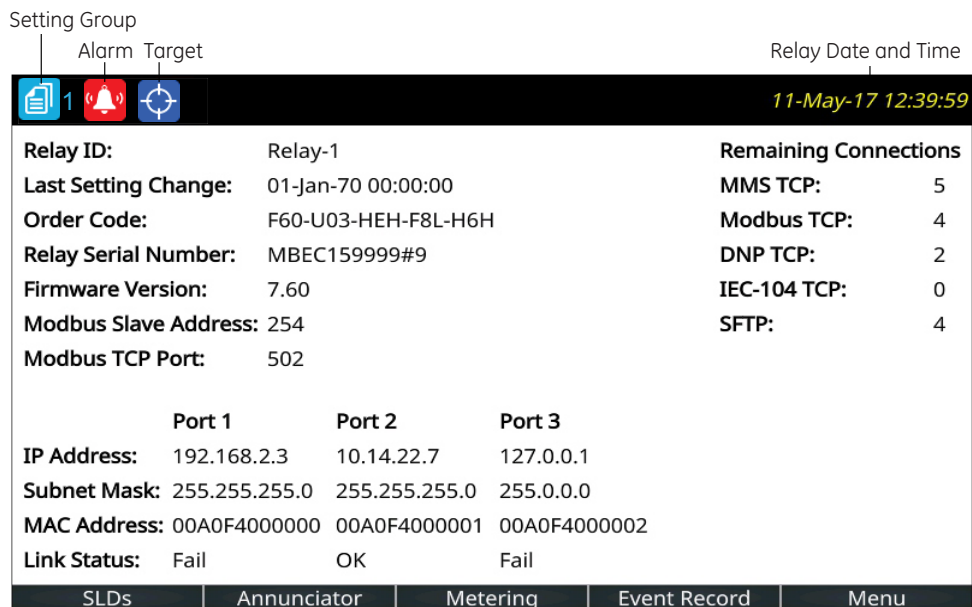 Setting Group
Alarm Target
Relay Date and Time
1
11-May-17 12:39:59
Relay ID: Relay-1 Remaining Connections
Last Setting Change: 01-Jan-70 00:00:00 MMS TCP: 5
Order Code: F60-U03-HEH-F8L-H6H Modbus TCP: 4
Relay Serial Number: MBEC159999#9 DNP TCP: 2
Firmware Version: 7.60 IEC-104 TCP: 0
Modbus Slave Address: 254 SFTP: 4
Modbus TCP Port: 502
Port 1 Port 2 Port 3
IP Address: 192.168.2.3 10.14.22.7 127.0.0.1
Subnet Mask: 255.255.255.0 255.255.255.0 255.0.0.0
MAC Address: 00A0F4000000 00A0F4000001 00A0F4000002
Link Status: Fail OK Fail
SLDs Annunciator Metering Event Record Menu